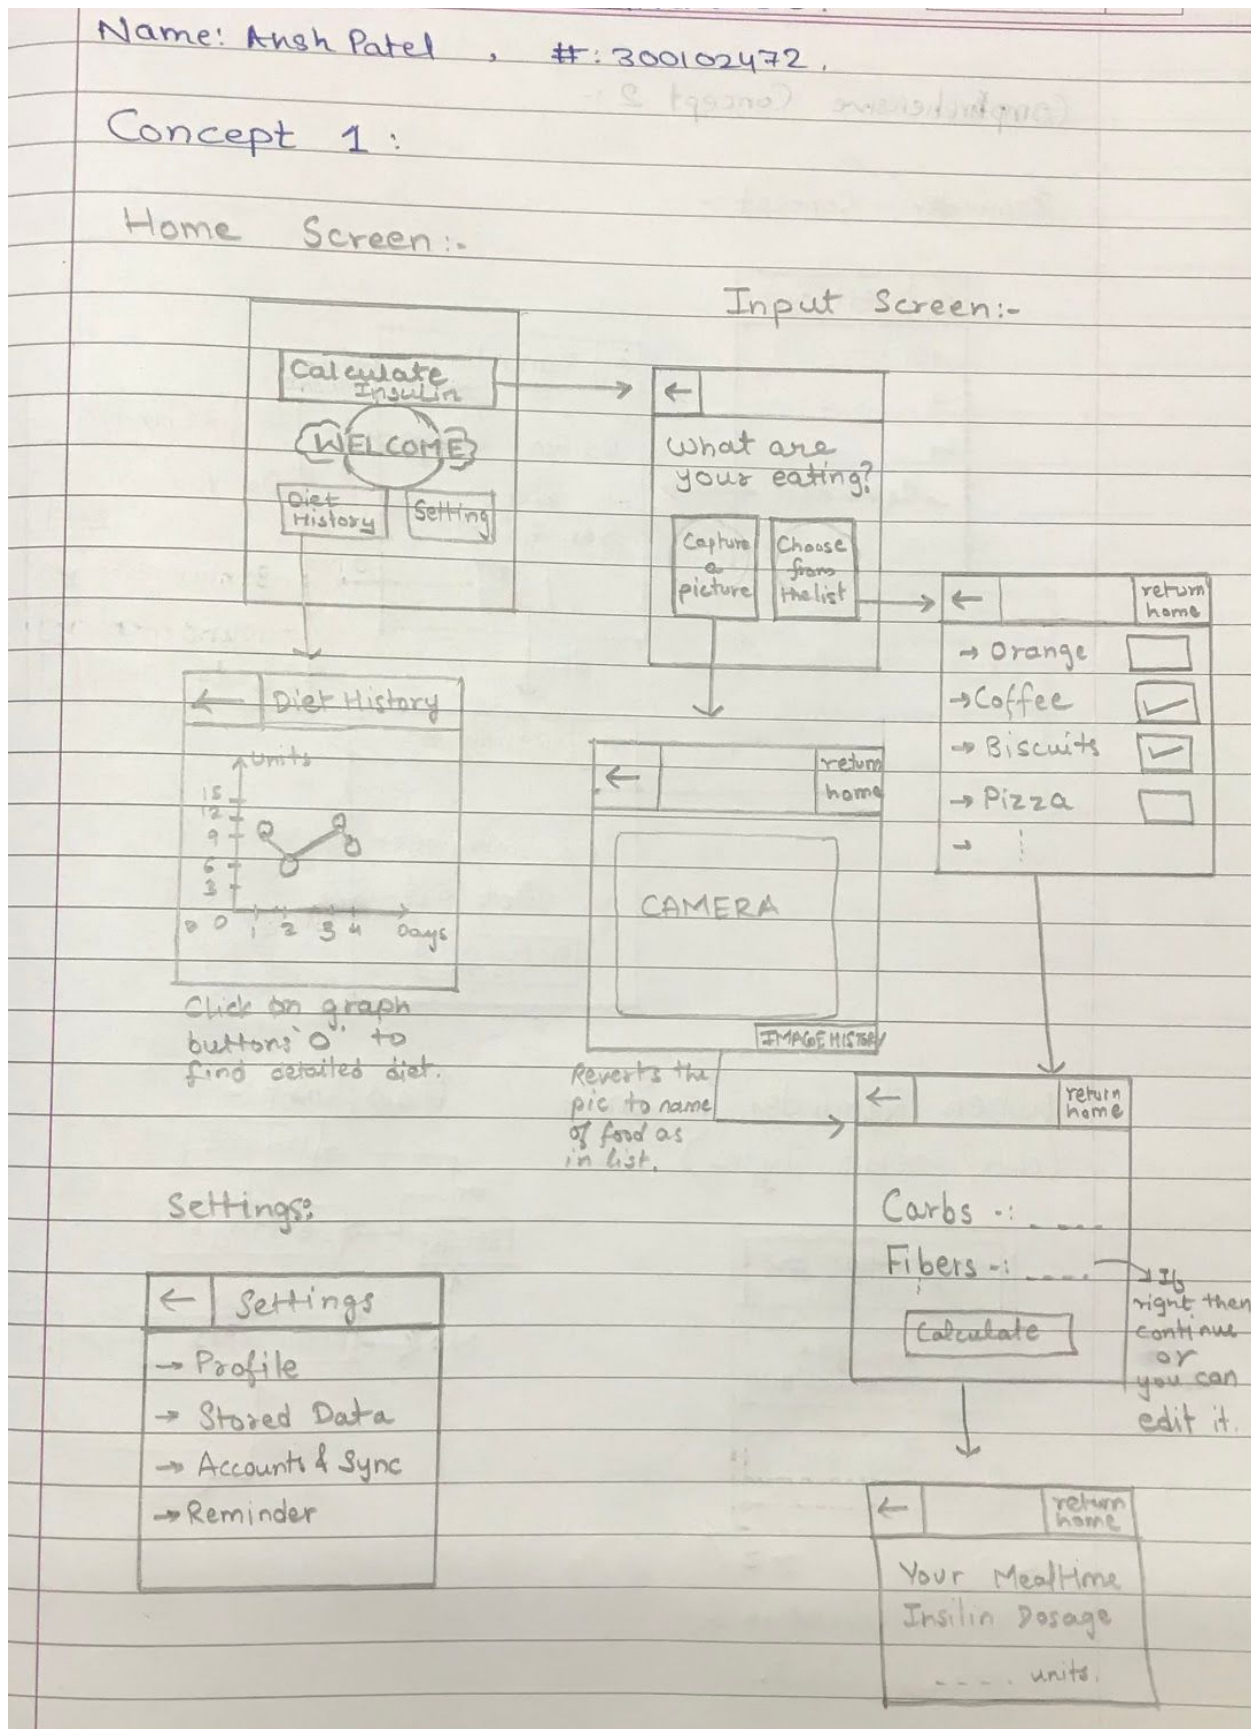 Name: Ansh Patel , #: 300102472.
Concept 1 :
Home Screen:-
Calculate
Insulin
WELCOME
Diet
History
Setting
Input Screen:-
←
What are
your eating?
Capture
a
picture
Choose
from
the list
← return
home
→ Orange
→ Coffee
→ Biscuits
→ Pizza
→
← Diet History
Units
15
12
9
6
3
0 1 2 3 4 Days
Click on graph
buttons 'O' to
find detailed diet.
← return
home
CAMERA
IMAGE HISTORY
Reverts the
pic to name
of food as
in list.
← return
home
Carbs -: _ _ _ _
Fibers -: _ _ _ _
Calculate
→ If
right then
continue
or
you can
edit it.
Settings:
← Settings
→ Profile
→ Stored Data
→ Accounts & Sync
→ Reminder
← return
home
Your Mealtime
Insilin Dosage
_ _ _ _ units.